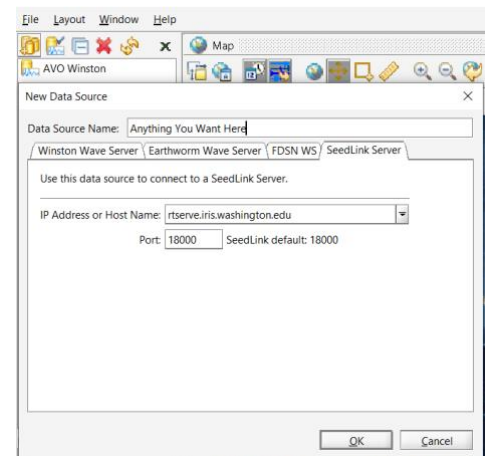 File Layout Window Help
x Map
AVO Winston
New Data Source ×
Data Source Name: Anything You Want Here
Winston Wave Server Earthworm Wave Server FDSN WS SeedLink Server
Use this data source to connect to a SeedLink Server.
IP Address or Host Name: rtserve.iris.washington.edu
Port: 18000 SeedLink default: 18000
OK Cancel